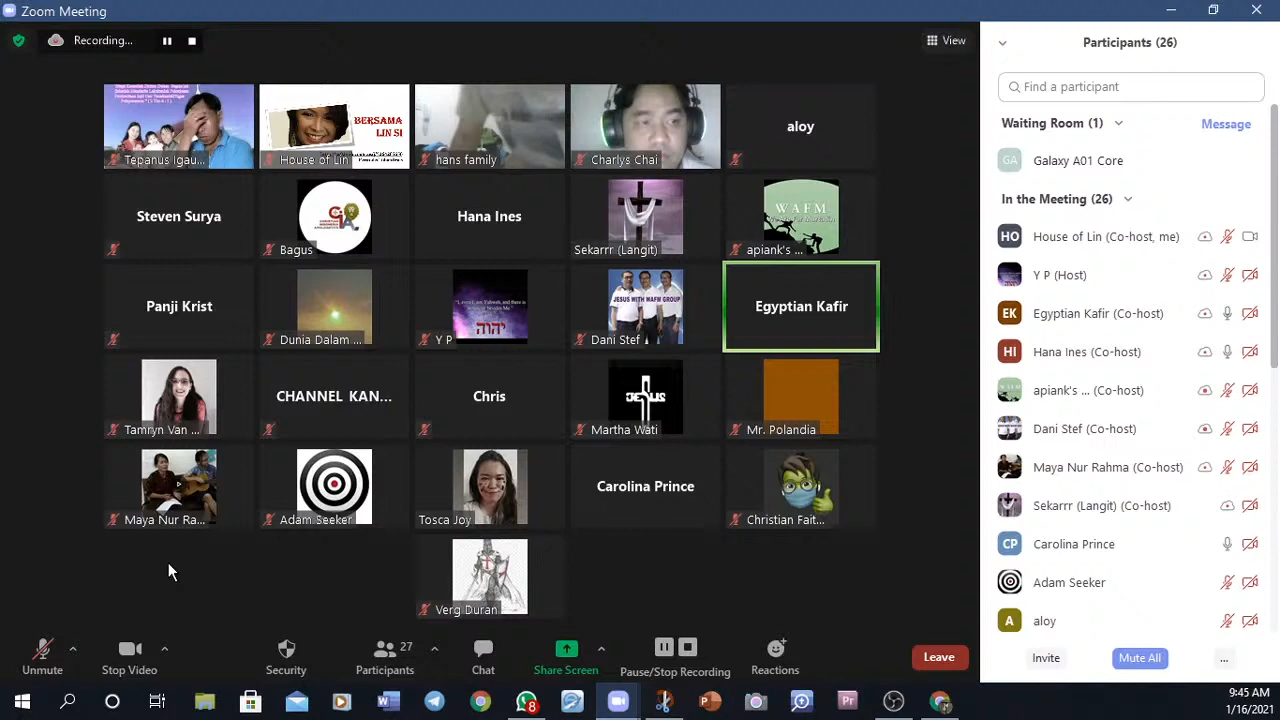 Zoom Meeting
Recording...
View
Participants (26)
Find a participant
Waiting Room (1)
Message
GA
Galaxy A01 Core
In the Meeting (26)
HO
House of Lin (Co-host, me)
Y P (Host)
EK
Egyptian Kafir (Co-host)
HI
Hana Ines (Co-host)
apiank's ... (Co-host)
Dani Stef (Co-host)
Maya Nur Rahma (Co-host)
Sekarrr (Langit) (Co-host)
CP
Carolina Prince
Adam Seeker
A
aloy
Invite
Mute All
...
Tepanus Igau...
BERSAMA
LIN SI
House of Lin
hans family
Charlys Chai
aloy
Steven Surya
Bagus
Hana Ines
Sekarrr (Langit)
WAFM
apiank's ...
Panji Krist
Dunia Dalam ...
יהוה
Y P
JESUS WITH WAFM GROUP
Dani Stef
Egyptian Kafir
Tamryn Van ...
CHANNEL KAN...
Chris
JESUS
Martha Wati
Mr. Polandia
Maya Nur Ra...
Adam Seeker
Tosca Joy
Carolina Prince
Christian Fait...
Verg Duran
Unmute
Stop Video
Security
27
Participants
Chat
Share Screen
Pause/Stop Recording
Reactions
Leave
8
9:45 AM
1/16/2021